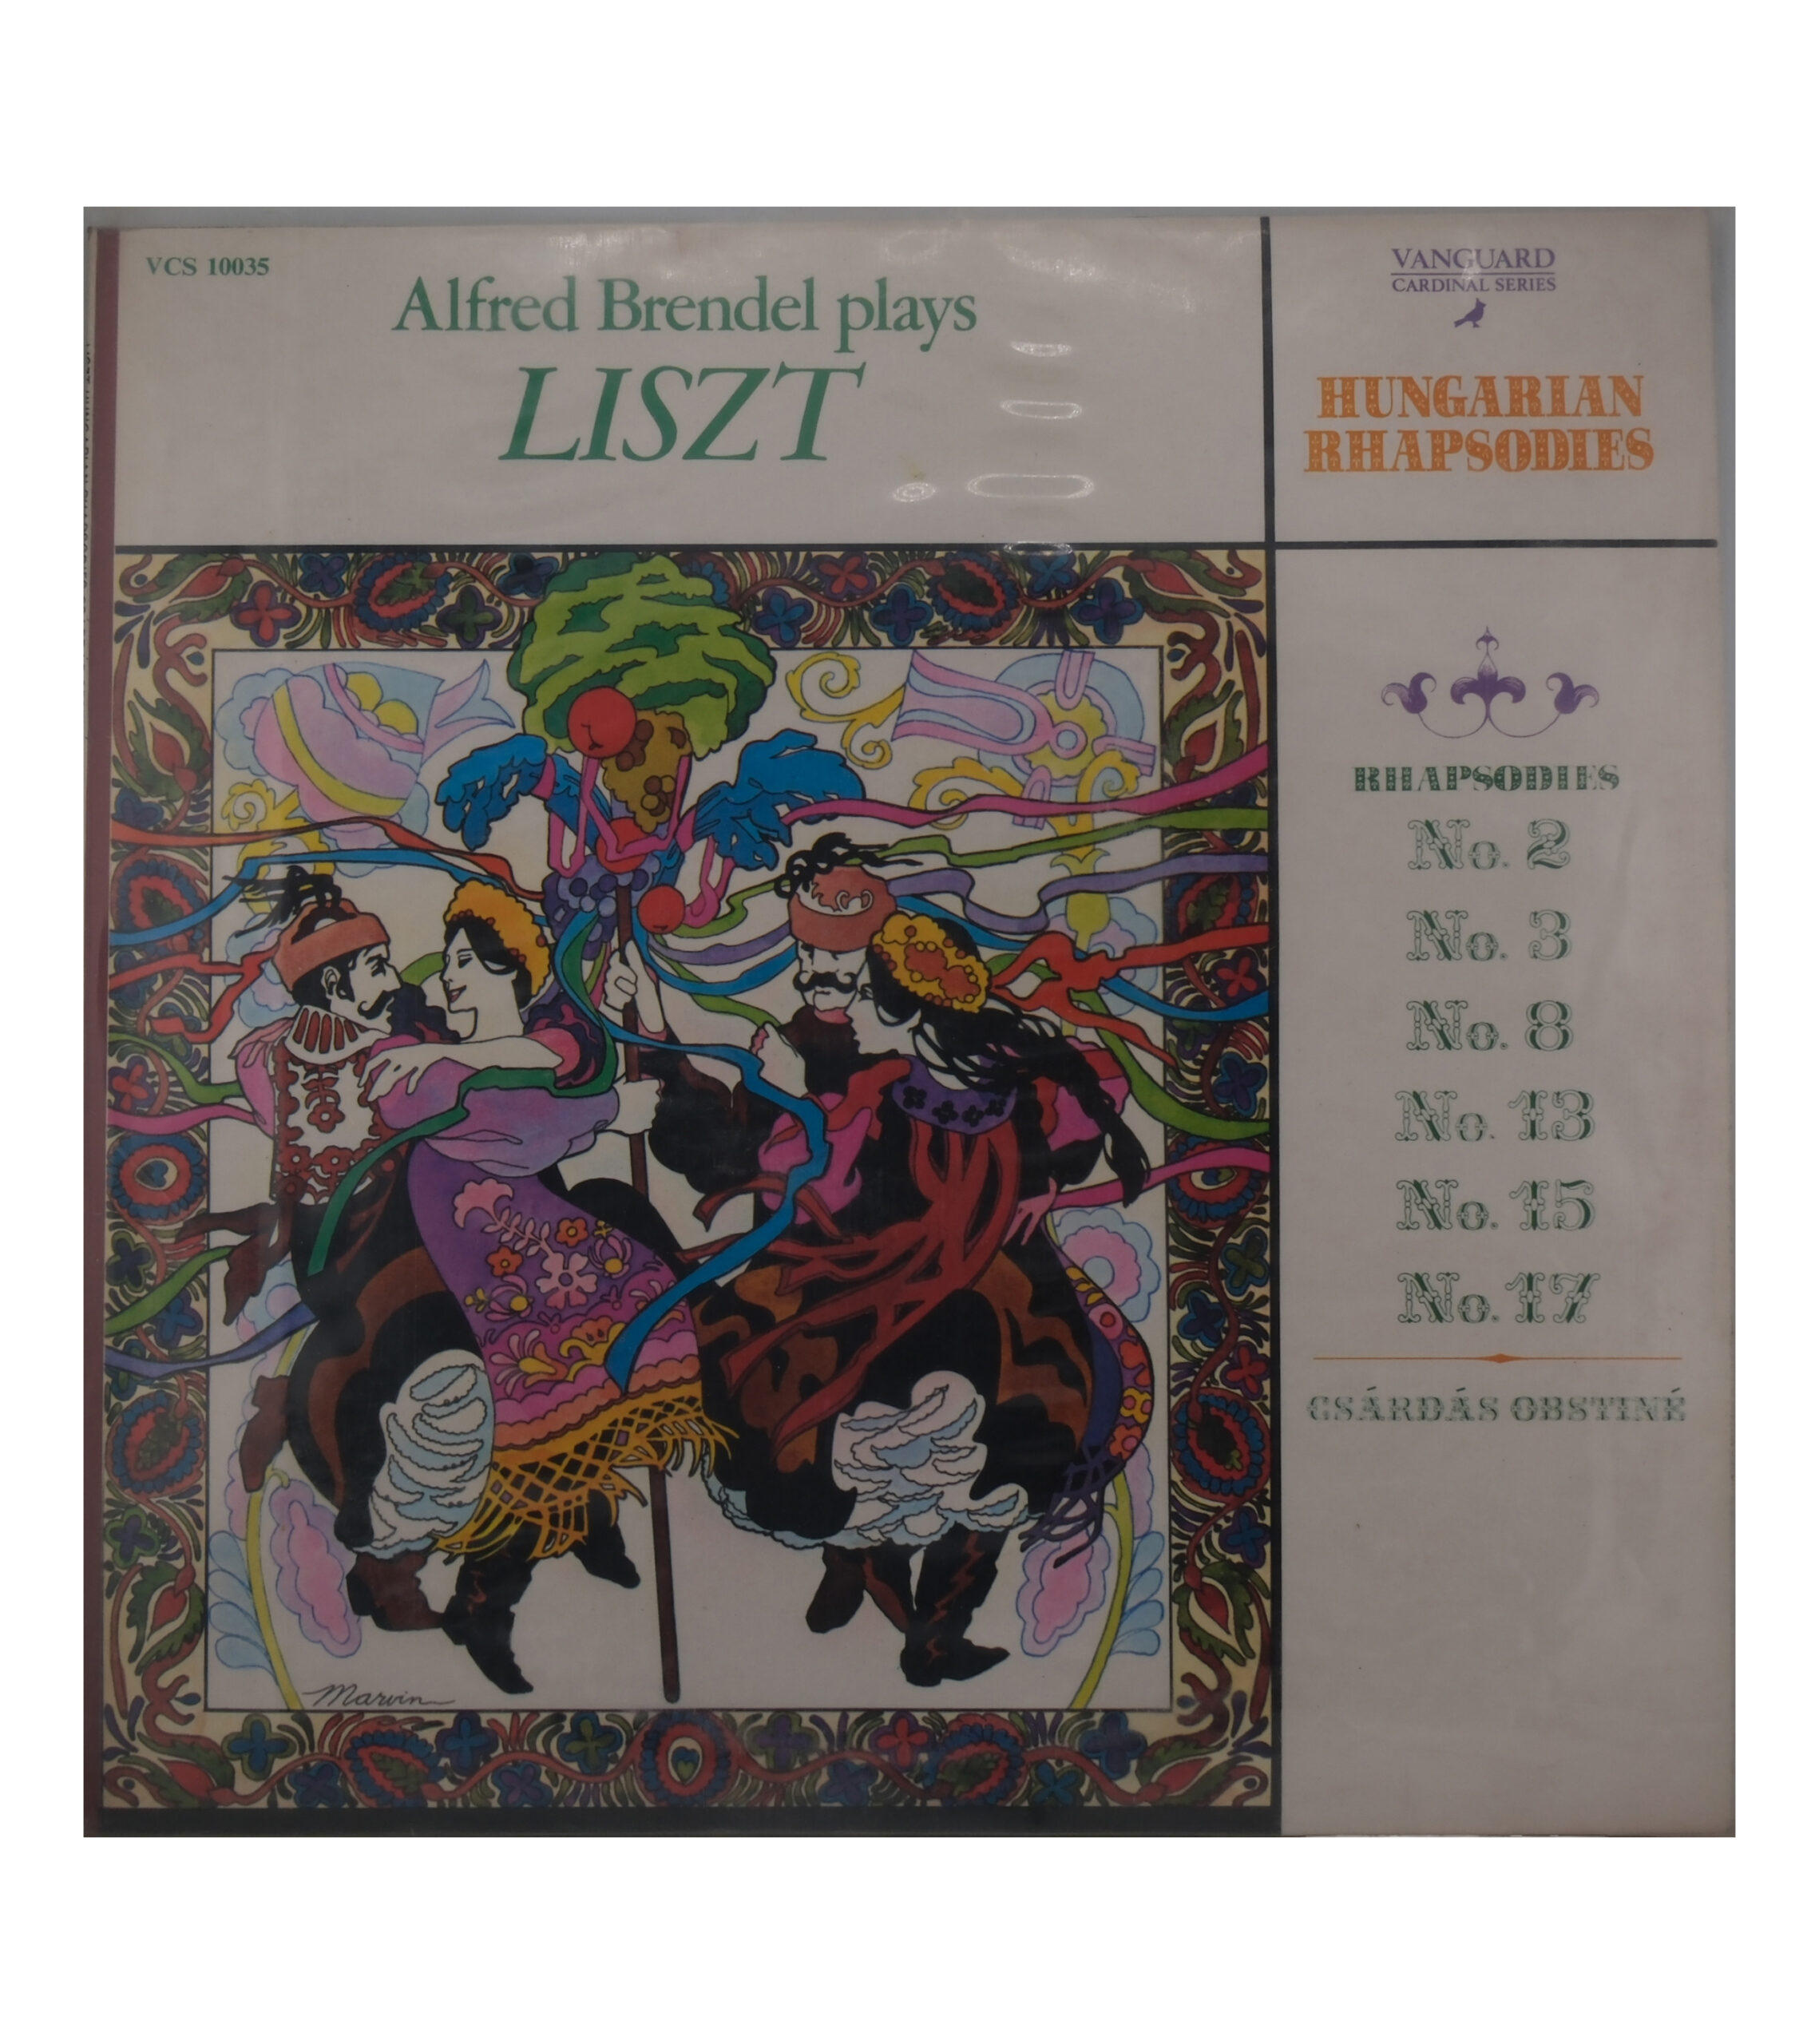 VCS 10035
Alfred Brendel plays
LISZT
VANGUARD
CARDINAL SERIES
HUNGARIAN
RHAPSODIES
RHAPSODIES
No. 2
No. 3
No. 8
No. 13
No. 15
No. 17
CSÁRDÁS OBSTINÉ
Marvin